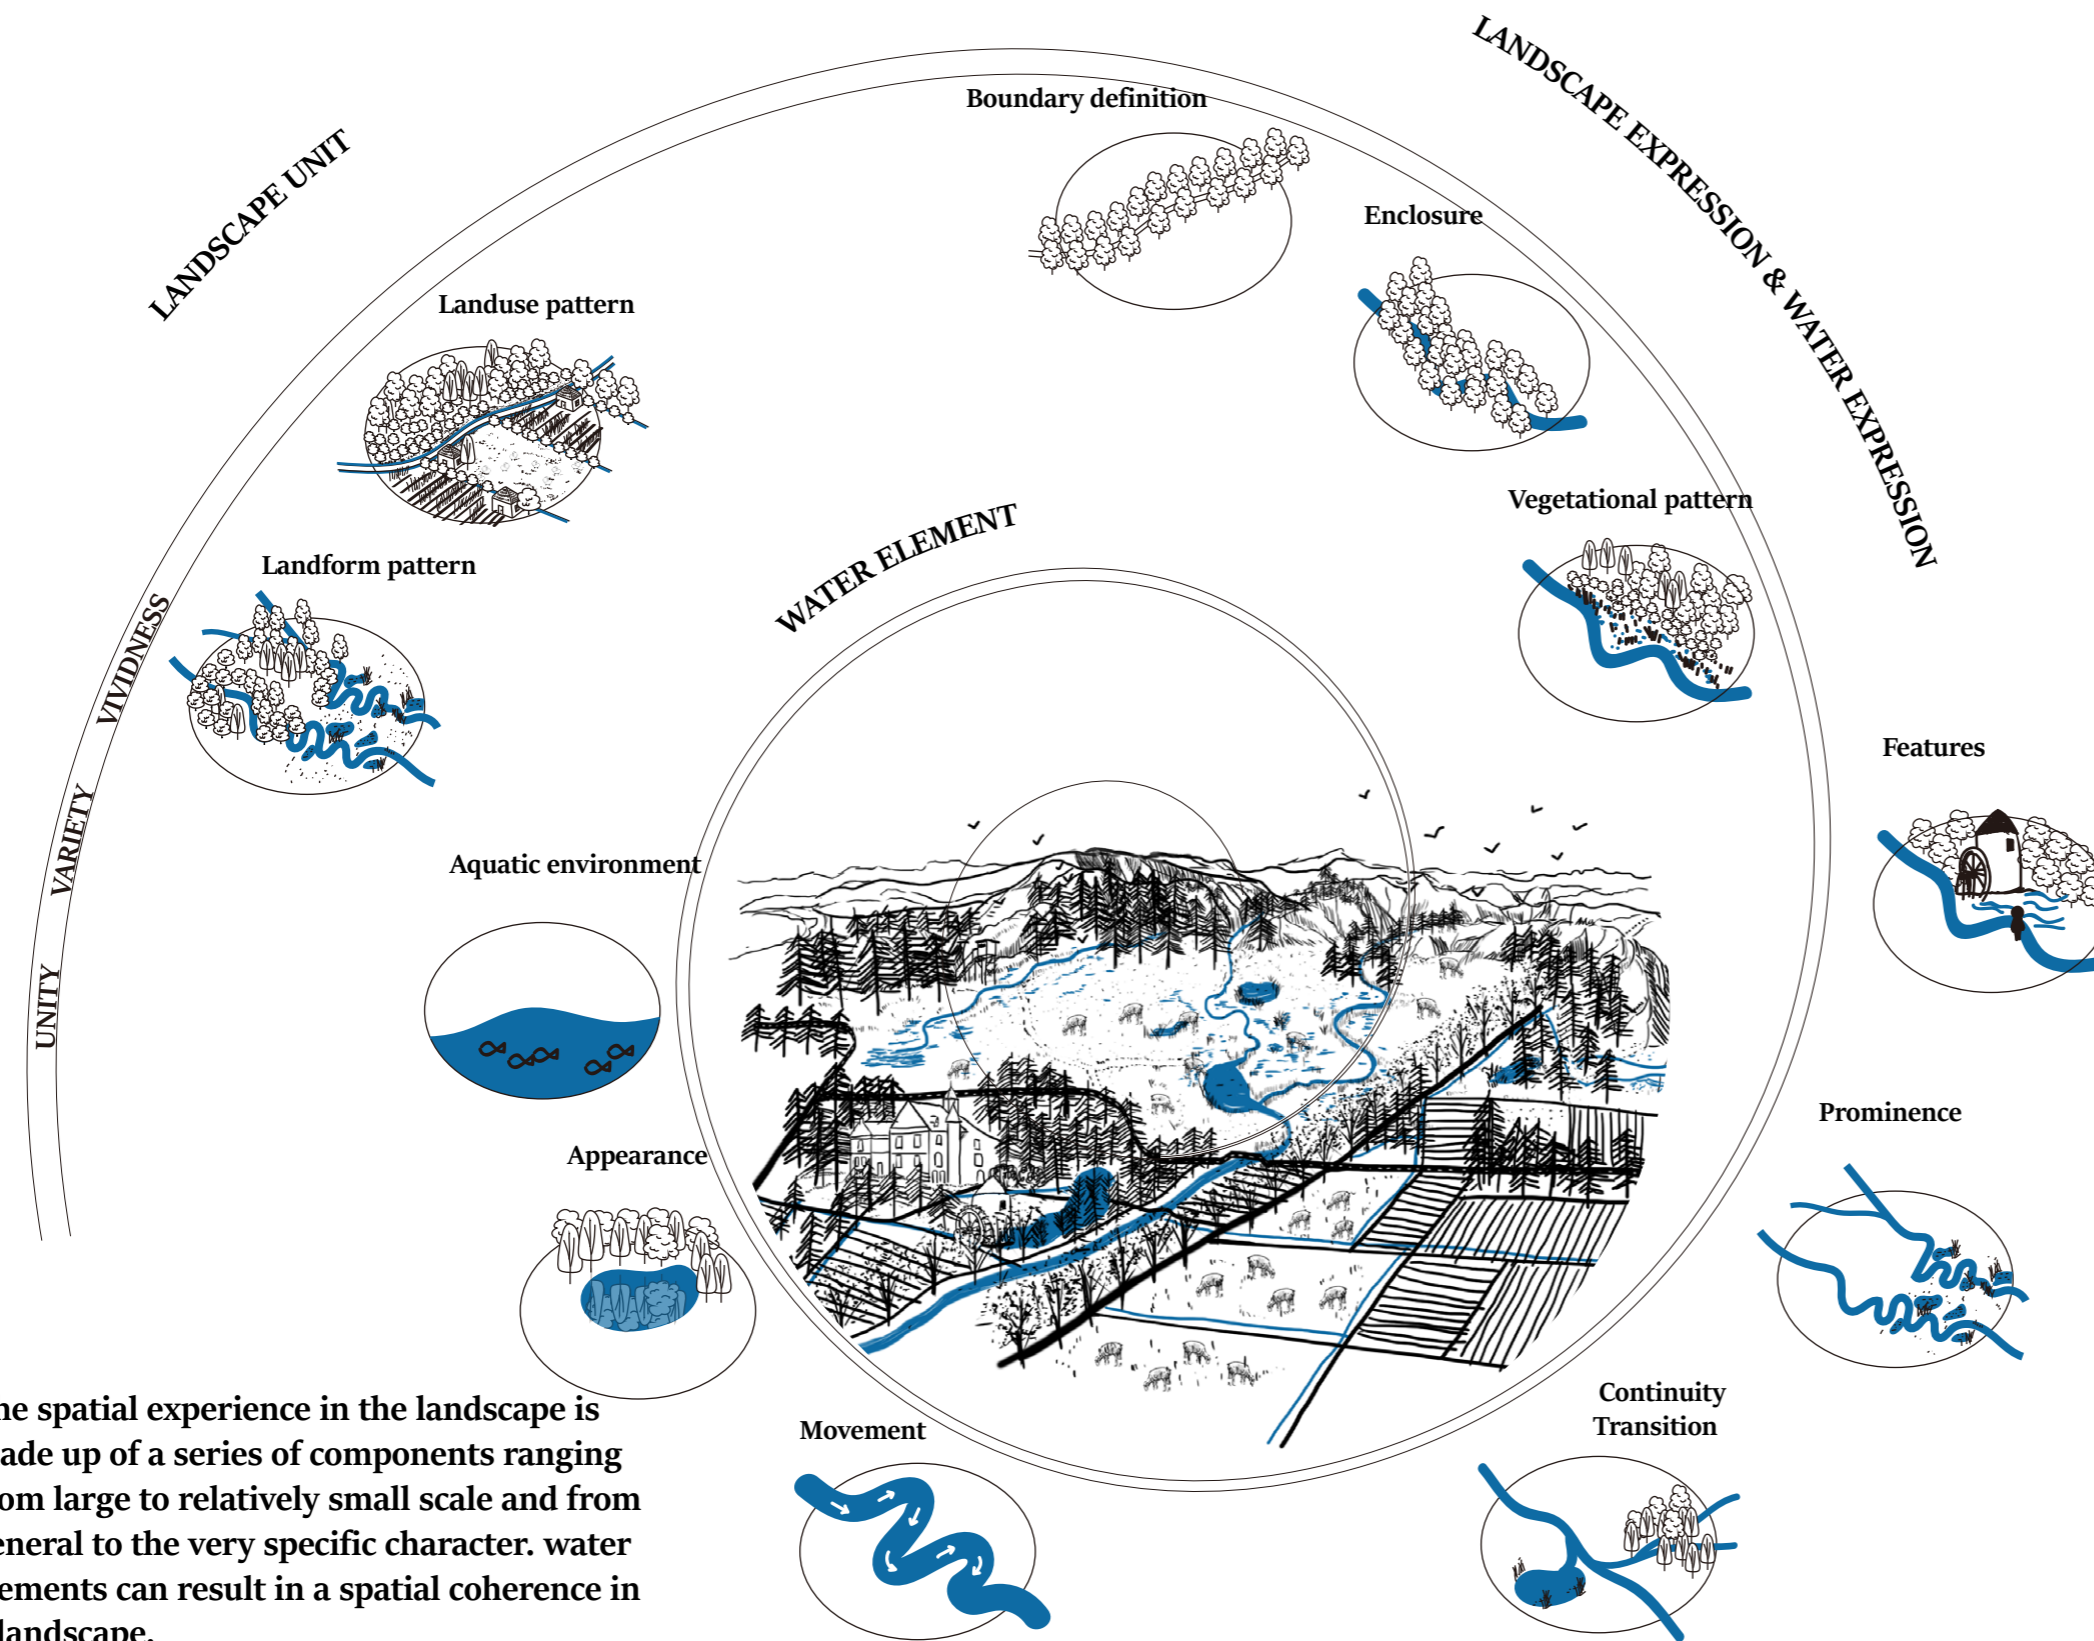 LANDSCAPE UNIT
LANDSCAPE EXPRESSION & WATER EXPRESSION
Boundary definition
Enclosure
Landuse pattern
Vegetational pattern
WATER ELEMENT
Landform pattern
VIVIDNESS
VARIETY
UNITY
Features
Aquatic environment
Prominence
Appearance
Continuity
Transition
Movement
he spatial experience in the landscape is
ade up of a series of components ranging
om large to relatively small scale and from
eneral to the very specific character. water
ements can result in a spatial coherence in
landscape.